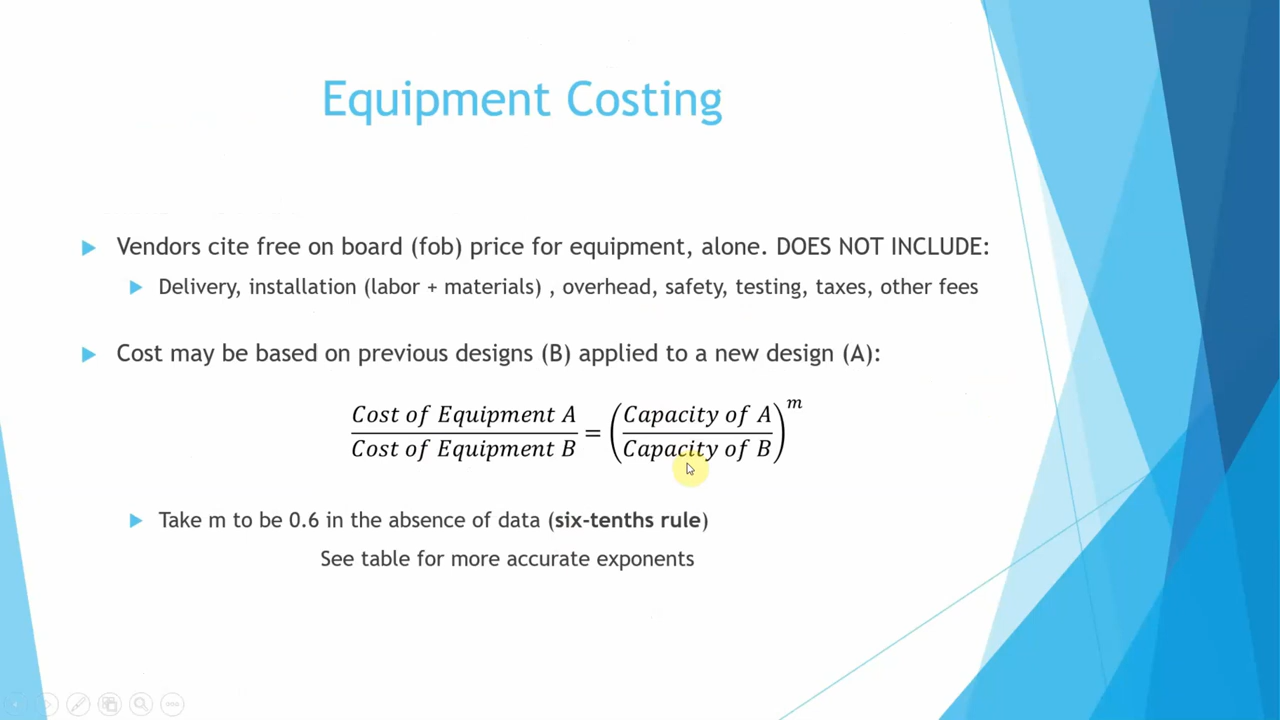 Equipment Costing
Vendors cite free on board (fob) price for equipment, alone. DOES NOT INCLUDE:
Delivery, installation (labor + materials) , overhead, safety, testing, taxes, other fees
Cost may be based on previous designs (B) applied to a new design (A):
Cost of Equipment A / Cost of Equipment B = (Capacity of A / Capacity of B)^m
Take m to be 0.6 in the absence of data (six-tenths rule)
See table for more accurate exponents